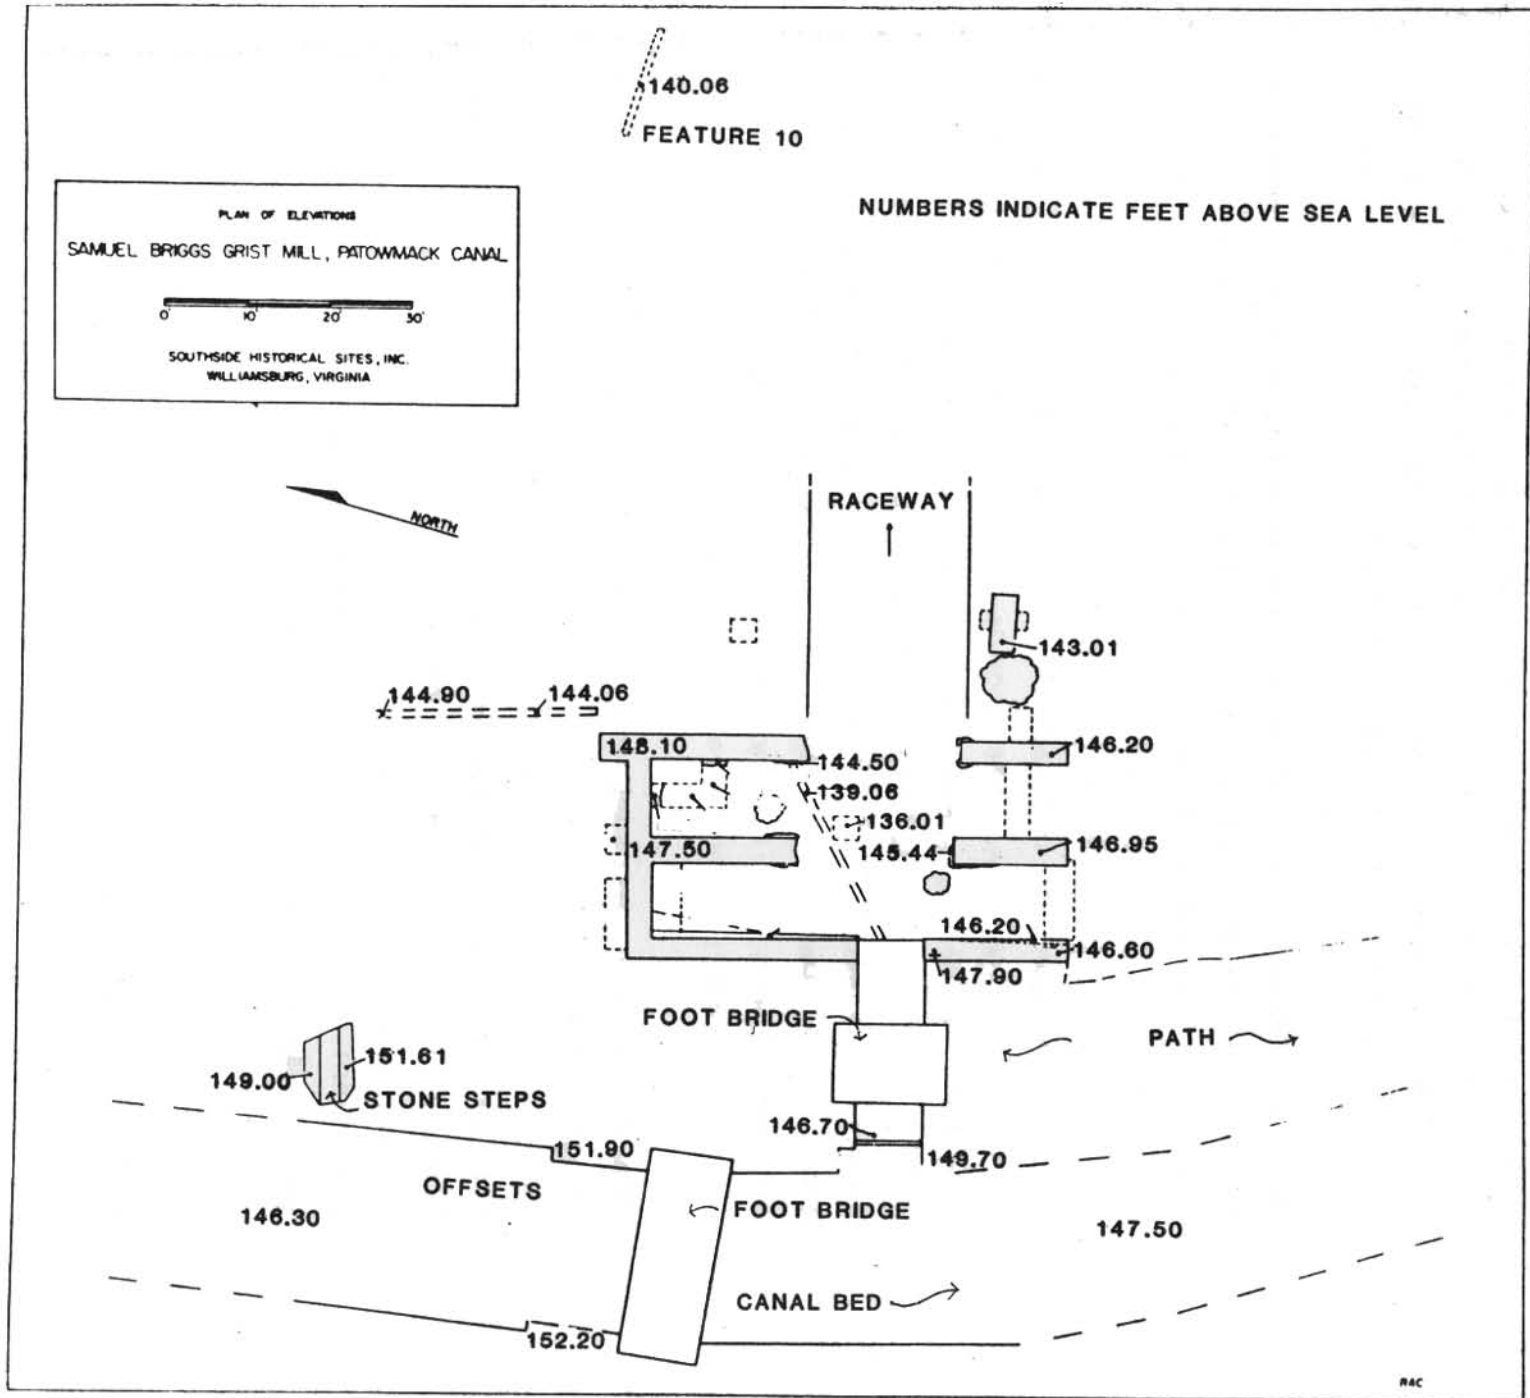 140.06
FEATURE 10
PLAN OF ELEVATIONS
SAMUEL BRIGGS GRIST MILL, PATOWMACK CANAL
0' 10' 20' 30'
SOUTHSIDE HISTORICAL SITES, INC.
WILLIAMSBURG, VIRGINIA
NUMBERS INDICATE FEET ABOVE SEA LEVEL
NORTH
RACEWAY
143.01
144.90 144.06
148.10
146.20
144.50
139.06
136.01
147.50
145.44
146.95
146.20
146.60
147.90
FOOT BRIDGE
PATH
151.61
149.00
STONE STEPS
146.70
151.90
149.70
OFFSETS
146.30
FOOT BRIDGE
147.50
CANAL BED
152.20
RAC